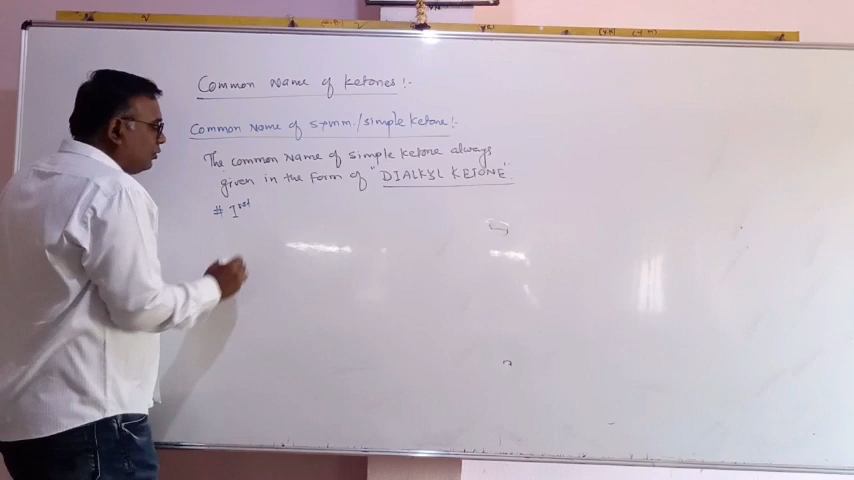 Common Name of Ketones!-
Common Name of symm./simple Ketone!-
The common Name of simple Ketone always
given in the form of "DIALKYL KETONE"
# Ist